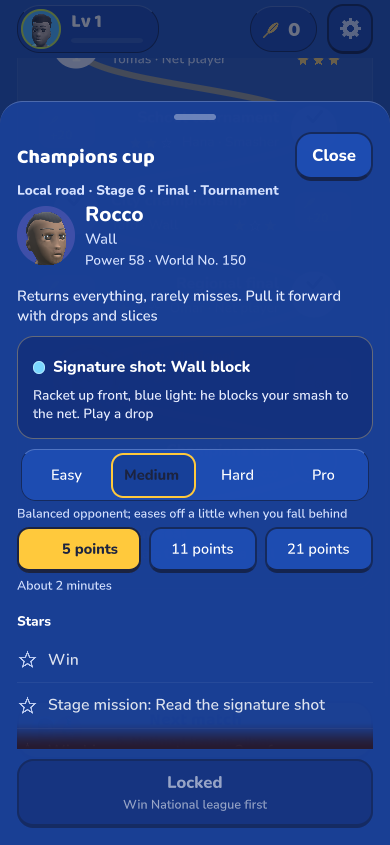 Lv 1
0
Tomas · Net player
Champions cup
Close
Local road · Stage 6 · Final · Tournament
Rocco
Wall
Power 58 · World No. 150
Returns everything, rarely misses. Pull it forward
with drops and slices
Signature shot: Wall block
Racket up front, blue light: he blocks your smash to
the net. Play a drop
Easy
Medium
Hard
Pro
Balanced opponent; eases off a little when you fall behind
5 points
11 points
21 points
About 2 minutes
Stars
Win
Stage mission: Read the signature shot
Locked
Win National league first